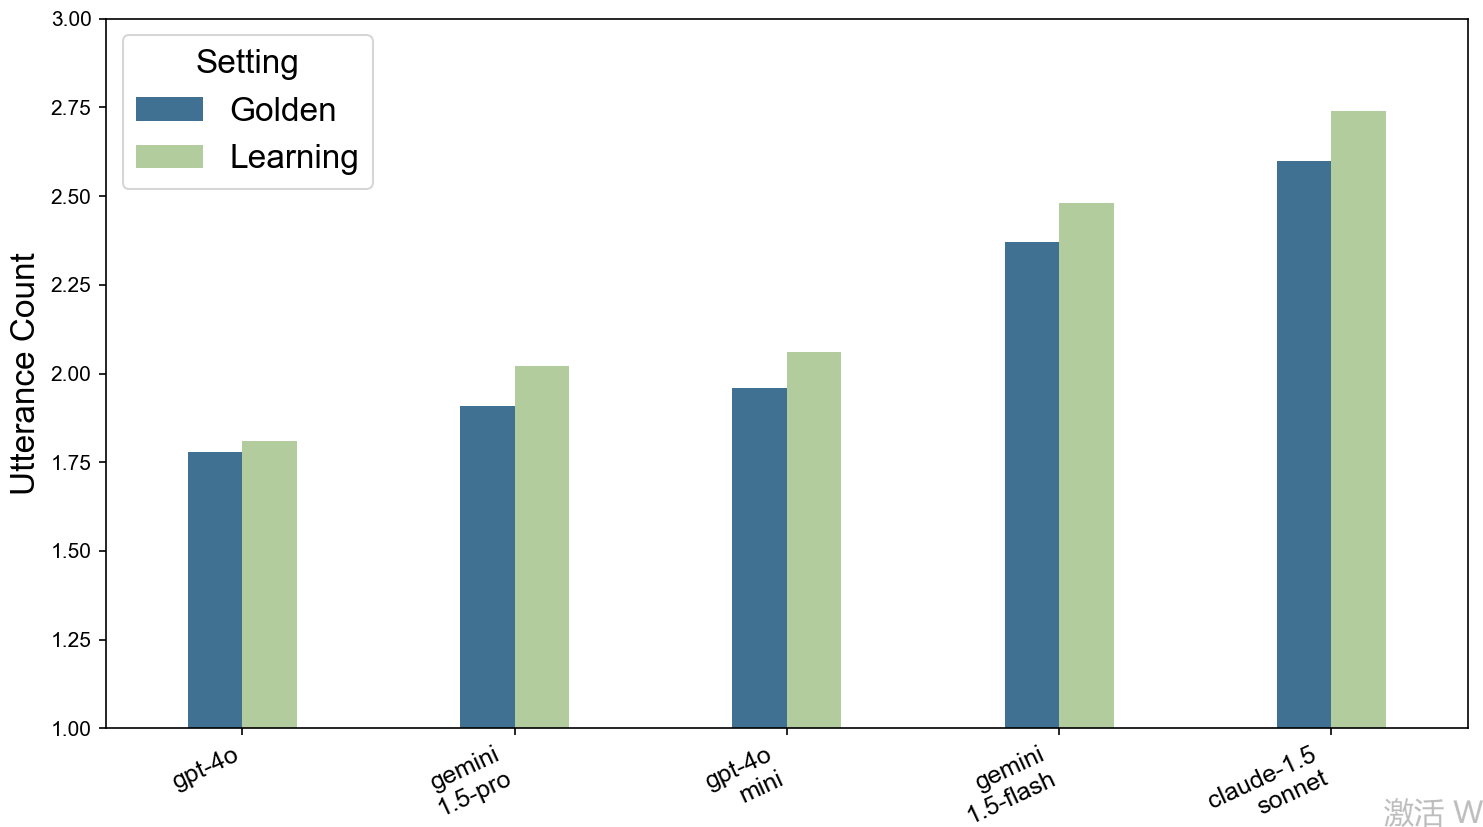 3.00
2.75
2.50
2.25
2.00
1.75
1.50
1.25
1.00
Utterance Count
Setting
Golden
Learning
gpt-4o
gemini
1.5-pro
gpt-4o
mini
gemini
1.5-flash
claude-1.5
sonnet
激活 W